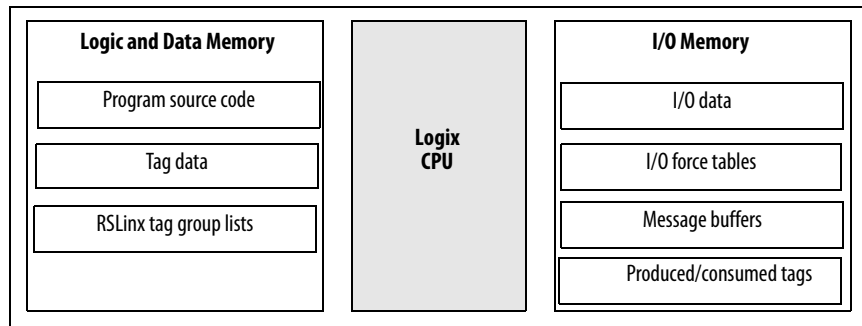 Logic and Data Memory
Program source code
Tag data
RSLinx tag group lists
Logix
CPU
I/O Memory
I/O data
I/O force tables
Message buffers
Produced/consumed tags